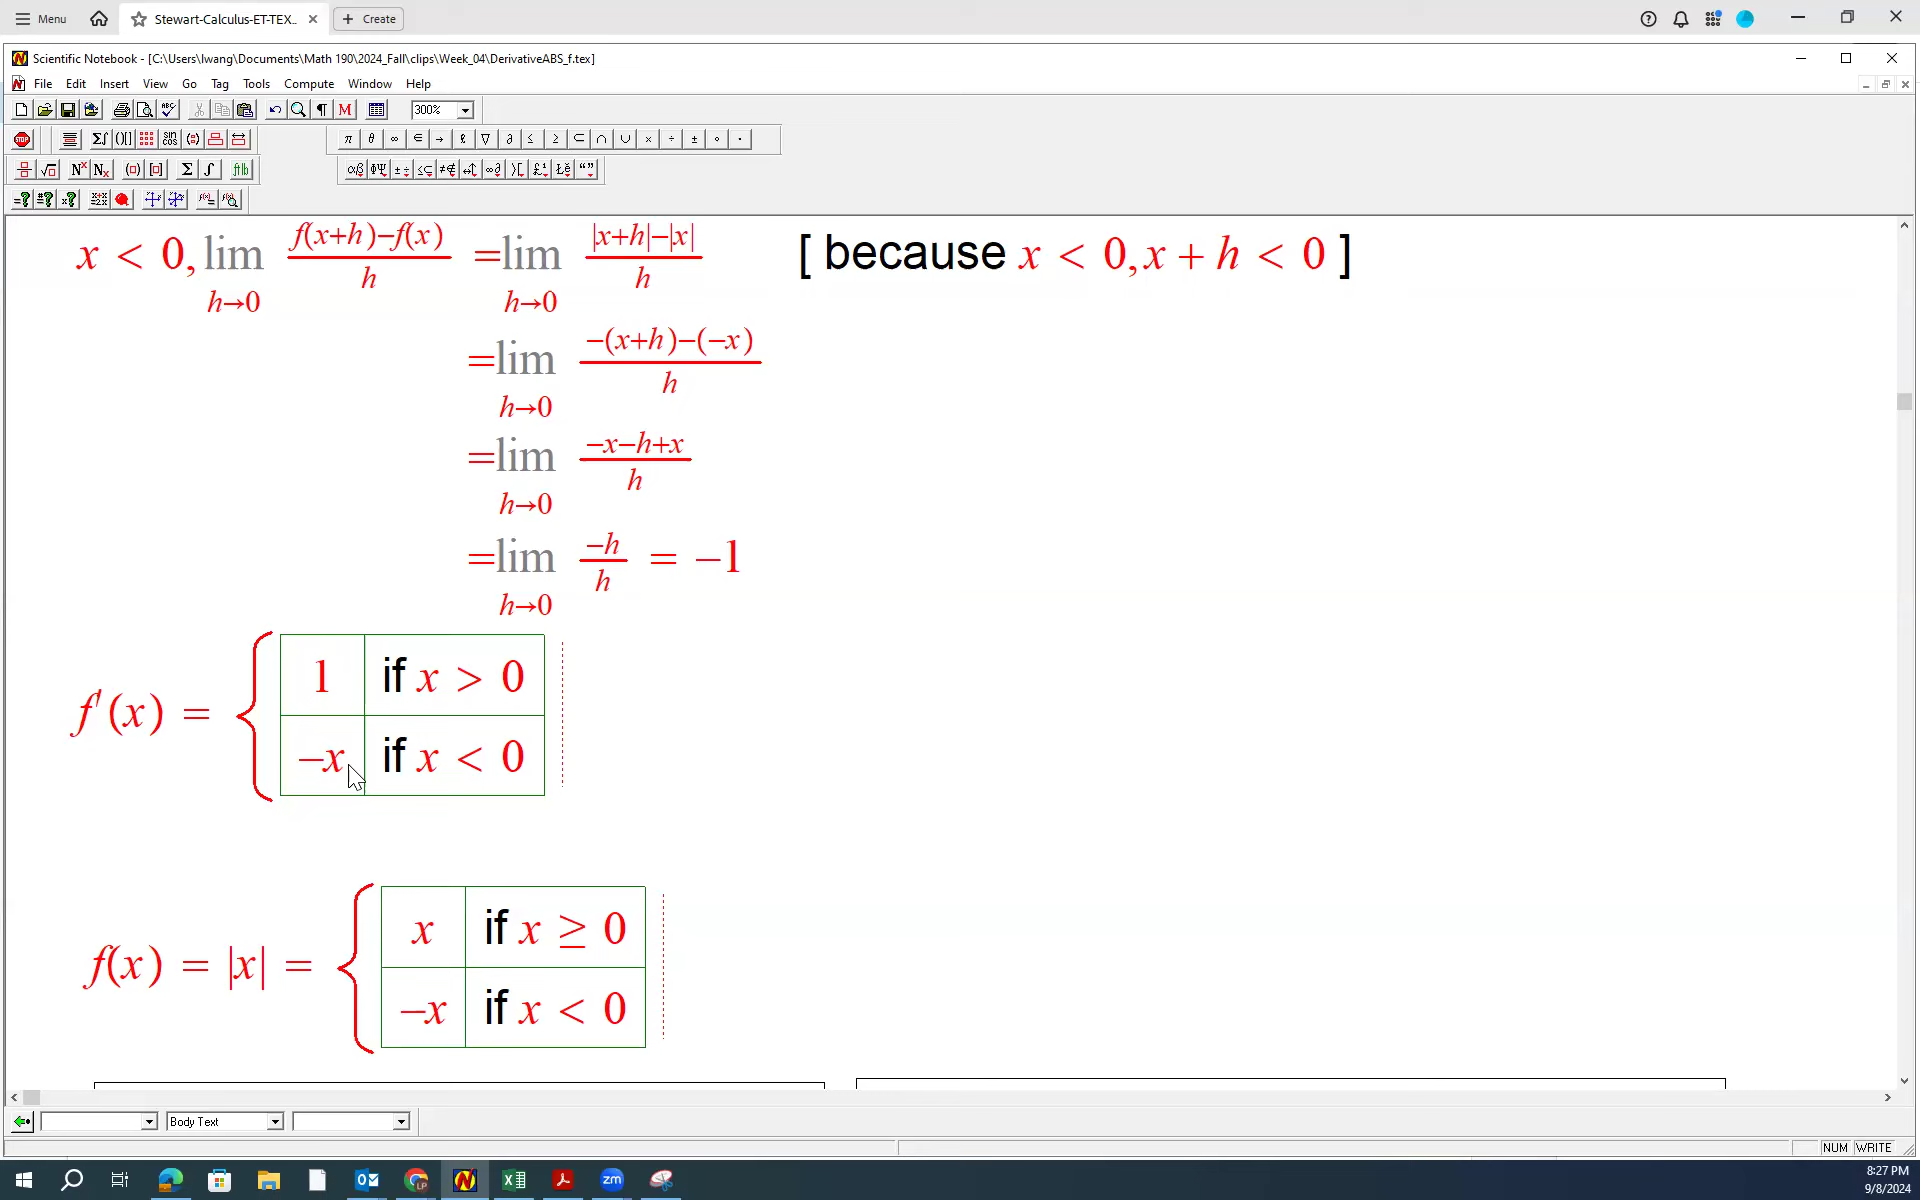 Menu
Stewart-Calculus-ET-TEX..
Create
Scientific Notebook - [C:\Users\lwang\Documents\Math 190\2024_Fall\clips\Week_04\DerivativeABS_f.tex]
File Edit Insert View Go Tag Tools Compute Window Help
300%
x < 0, lim h→0 f(x+h)−f(x) / h = lim h→0 |x+h|−|x| / h [ because x < 0, x + h < 0 ]
= lim h→0 −(x+h)−(−x) / h
= lim h→0 −x−h+x / h
= lim h→0 −h / h = −1
f′(x) = { 1 if x > 0
−x if x < 0
f(x) = |x| = { x if x ≥ 0
−x if x < 0
Body Text
NUM WRITE
8:27 PM
9/8/2024